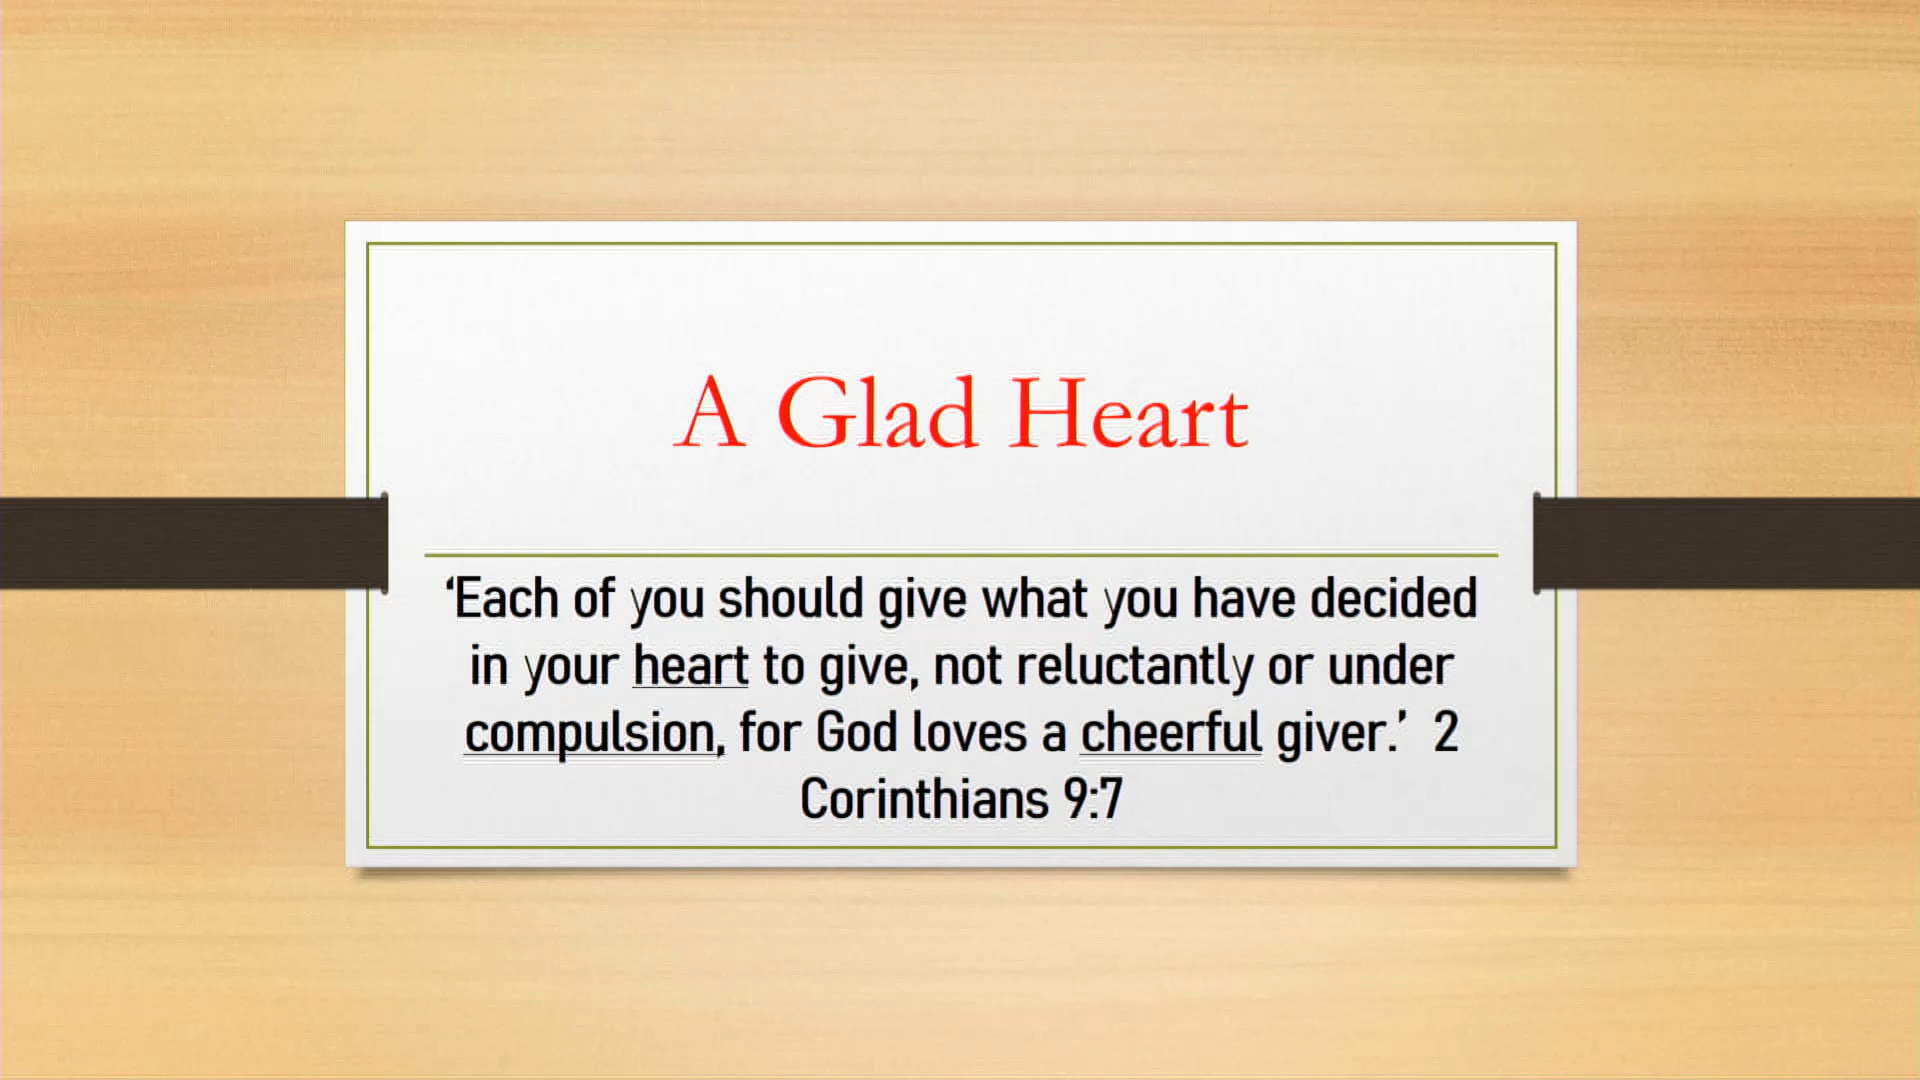 A Glad Heart
‘Each of you should give what you have decided
in your heart to give, not reluctantly or under
compulsion, for God loves a cheerful giver.’  2
Corinthians 9:7